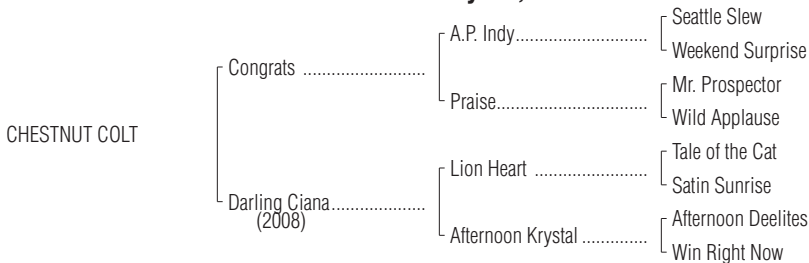 Seattle Slew
A.P. Indy..............................
Weekend Surprise
Congrats .........................
Mr. Prospector
Praise.................................
Wild Applause
CHESTNUT COLT
Tale of the Cat
Lion Heart .......................
Satin Sunrise
Darling Ciana....................
(2008)
Afternoon Deelites
Afternoon Krystal ..............
Win Right Now